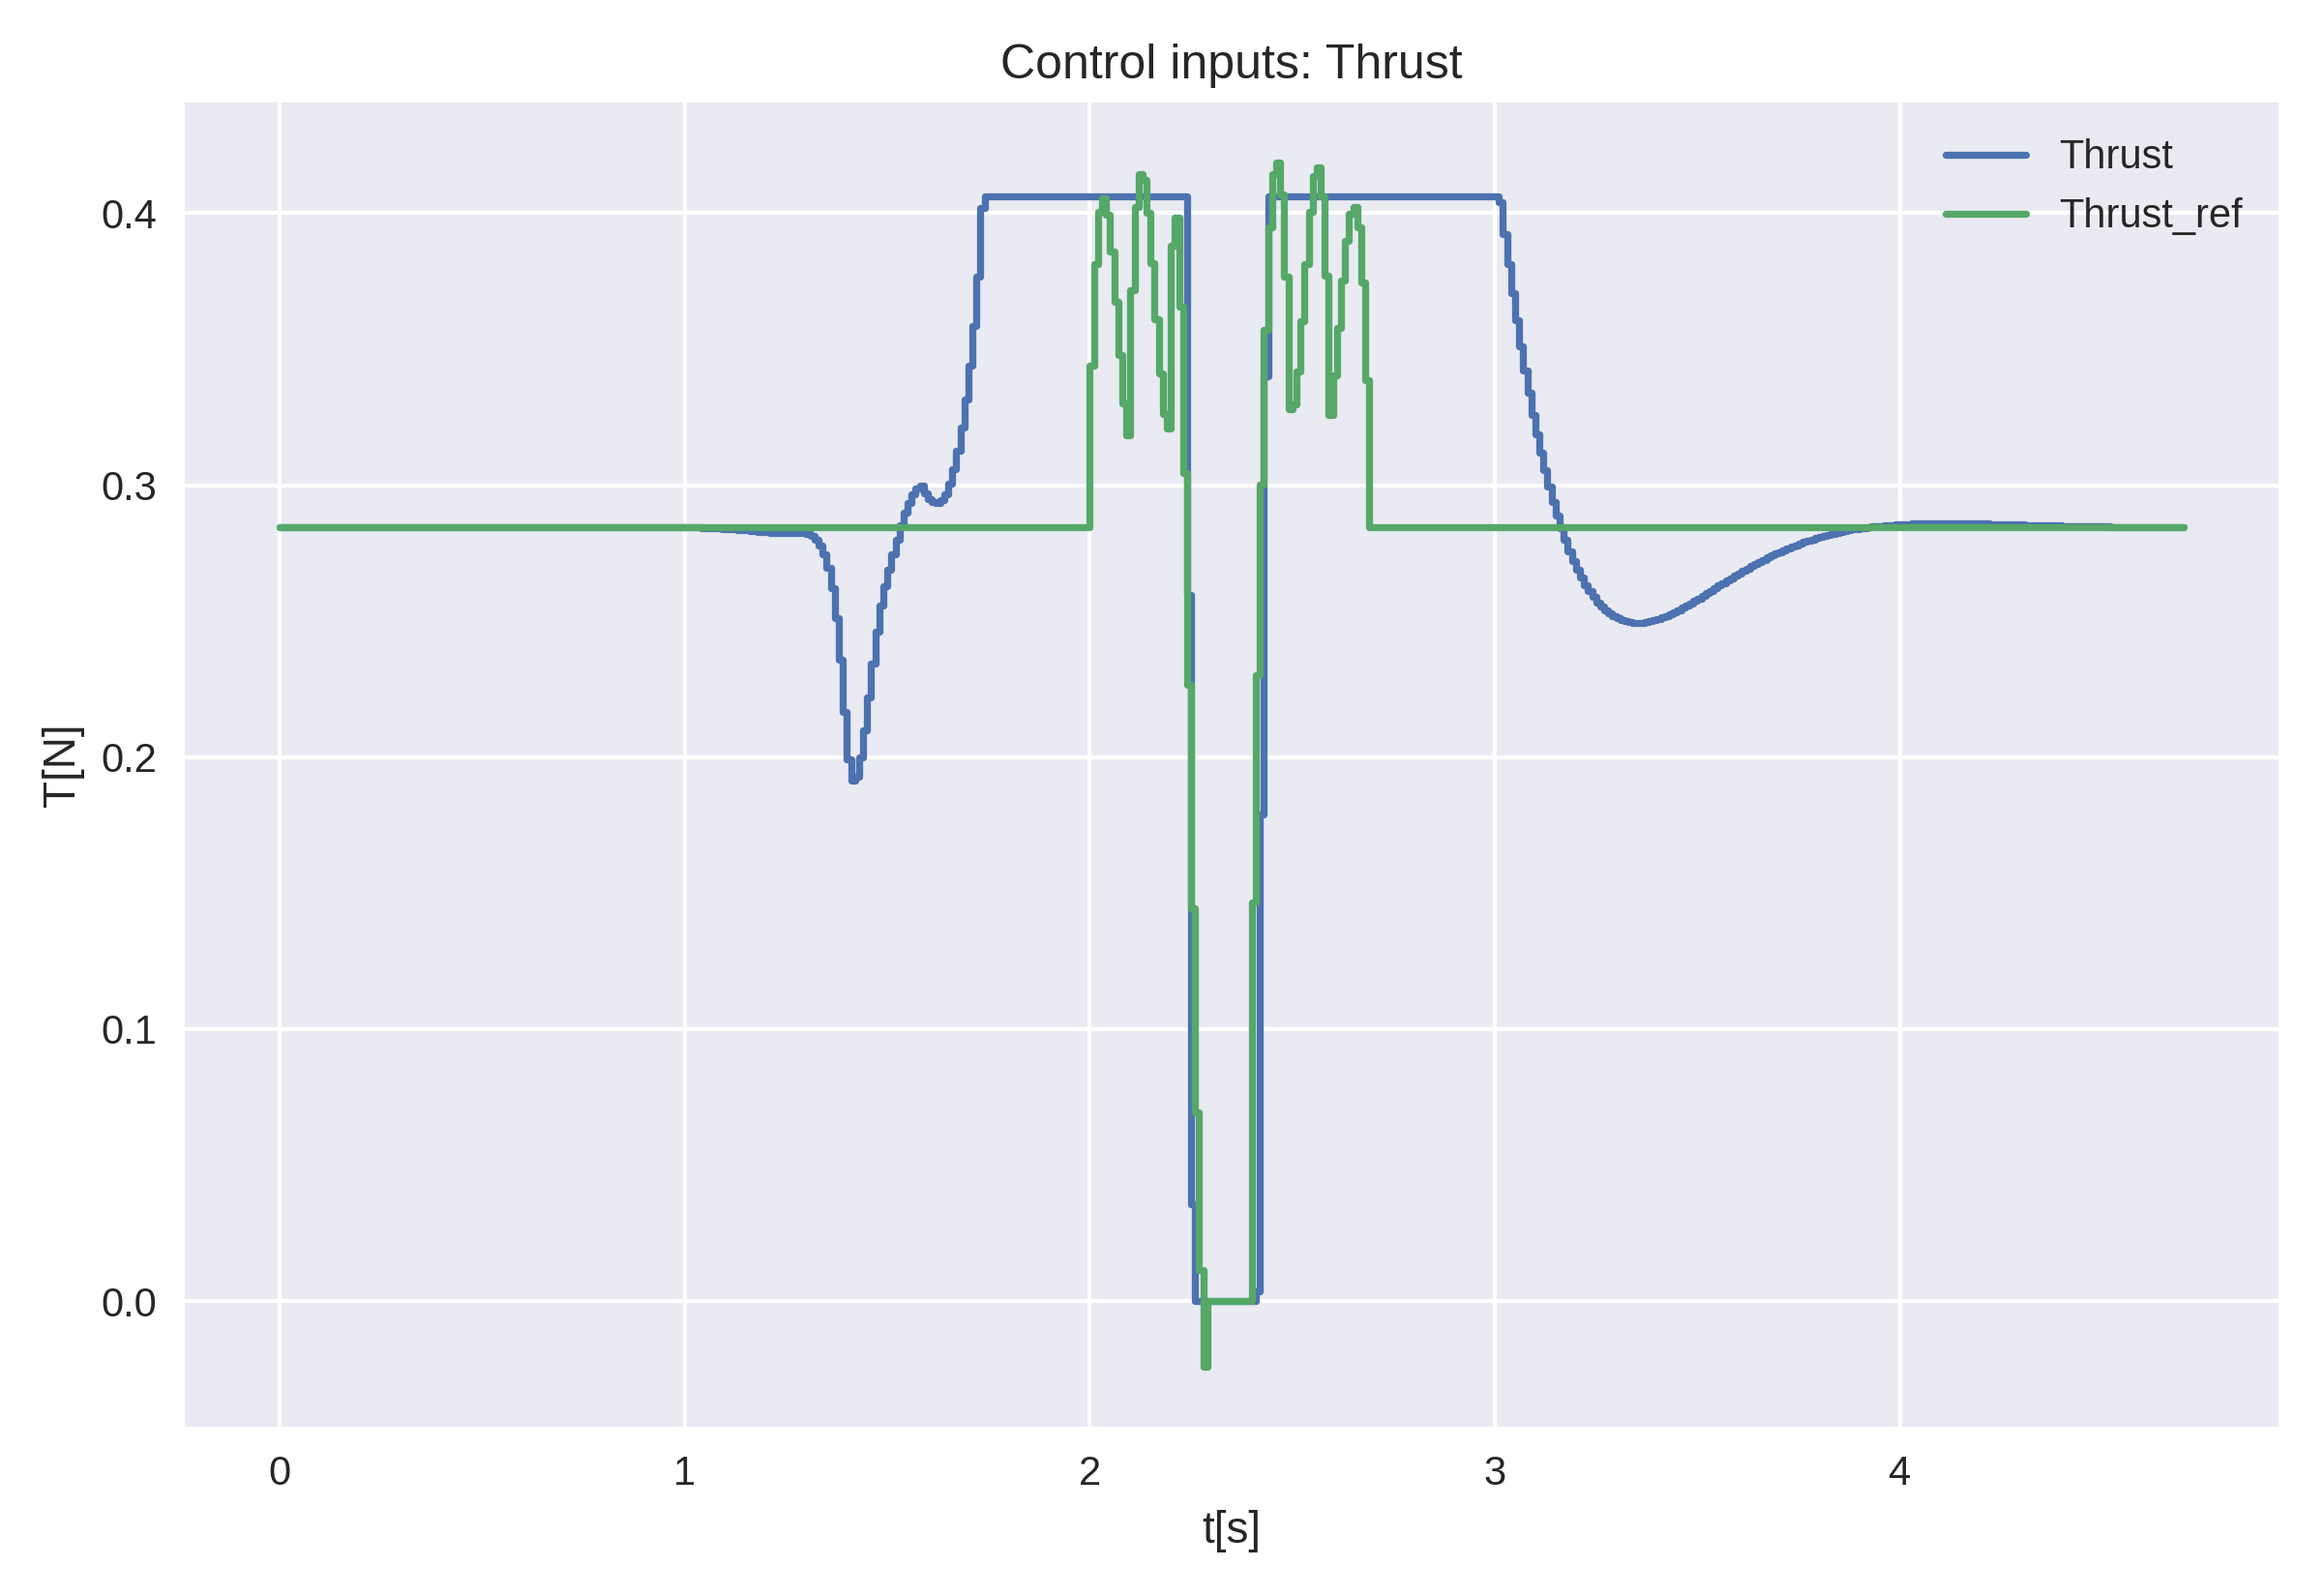 Control inputs: Thrust
Thrust
Thrust_ref
T[N]
0.4
0.3
0.2
0.1
0.0
0 1 2 3 4
t[s]